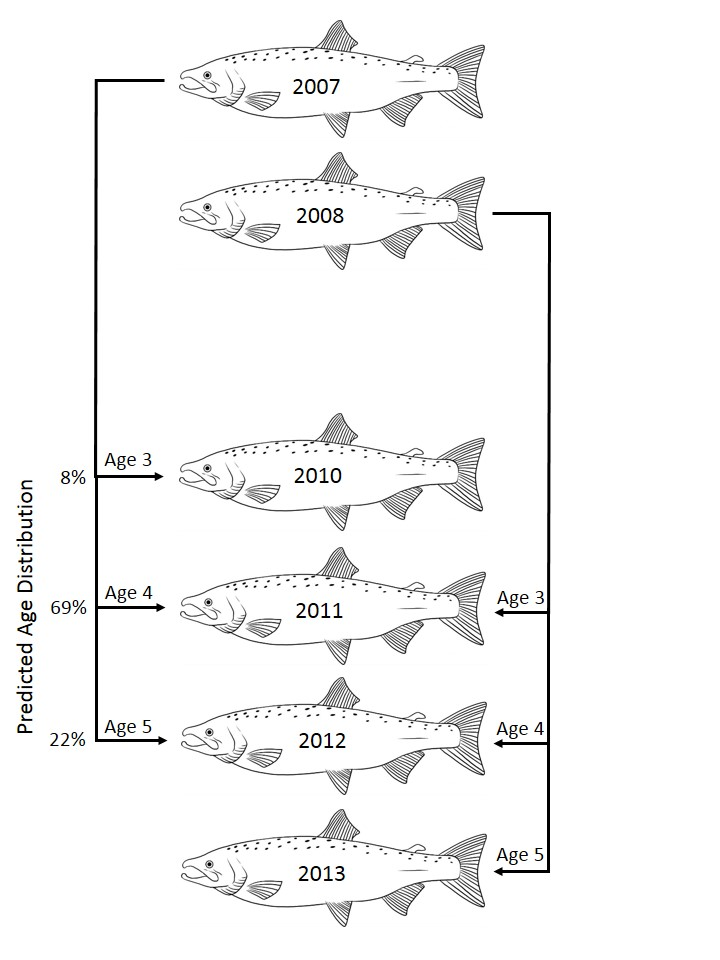 2007
2008
Age 3
8%
2010
Predicted Age Distribution
Age 4
69%
2011
Age 3
Age 5
22%
2012
Age 4
2013
Age 5